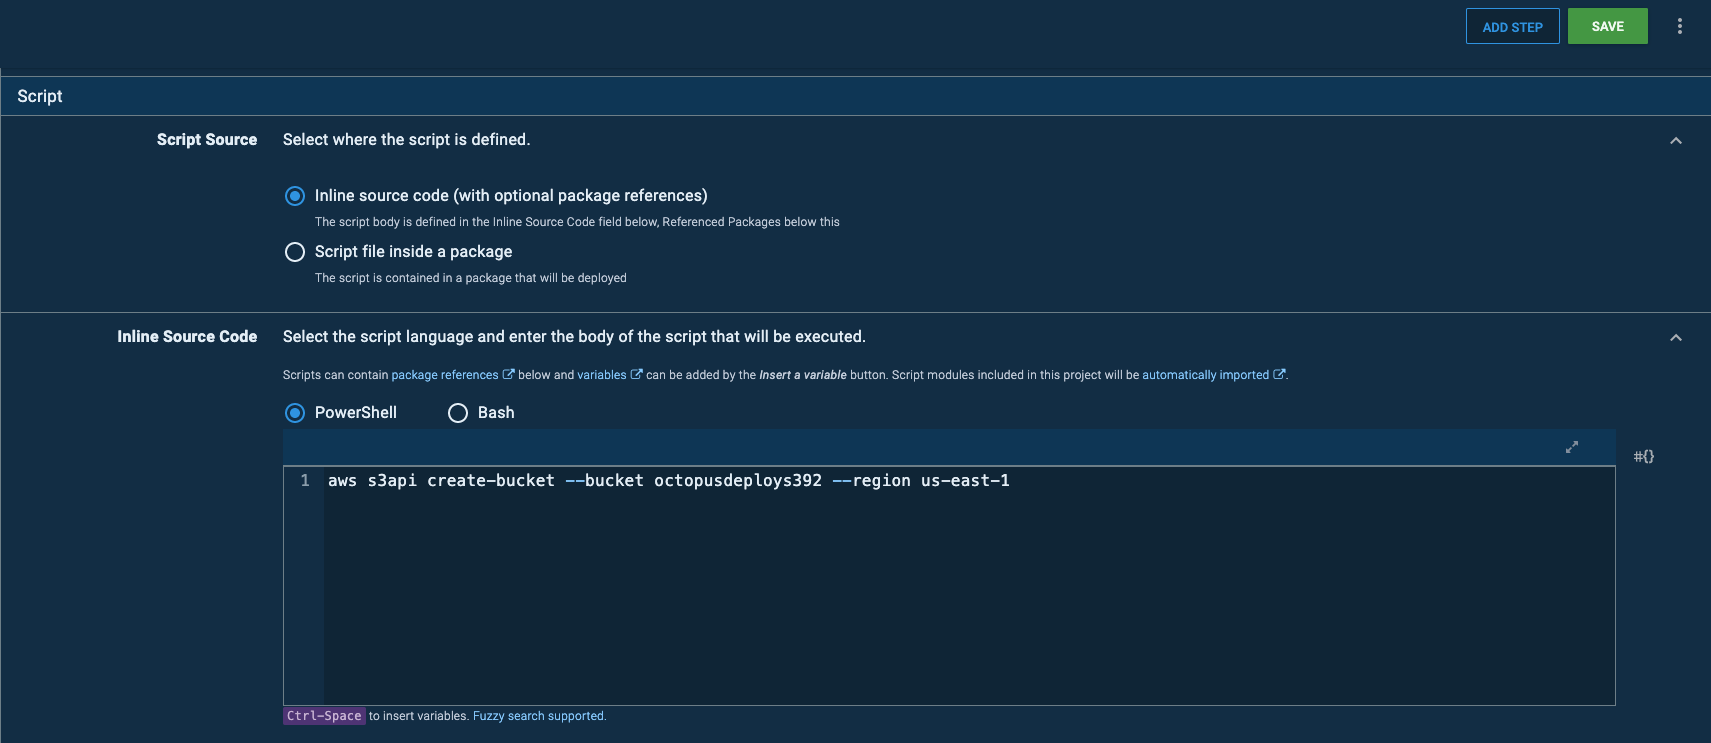 ADD STEP SAVE
Script
Script Source Select where the script is defined.
Inline source code (with optional package references)
The script body is defined in the Inline Source Code field below, Referenced Packages below this
Script file inside a package
The script is contained in a package that will be deployed
Inline Source Code Select the script language and enter the body of the script that will be executed.
Scripts can contain package references below and variables can be added by the Insert a variable button. Script modules included in this project will be automatically imported .
PowerShell Bash
#{}
1 aws s3api create-bucket --bucket octopusdeploys392 --region us-east-1
Ctrl-Space to insert variables. Fuzzy search supported.